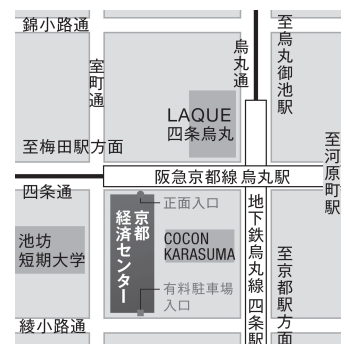 錦小路通
室町通
烏丸通
至烏丸御池駅
LAQUE
四条烏丸
至梅田駅方面
至河原町駅
阪急京都線 烏丸駅
四条通
正面入口
京都
経済センター
COCON
KARASUMA
池坊
短期大学
有料駐車場
入口
地下鉄烏丸線 四条駅
至京都駅方面
綾小路通